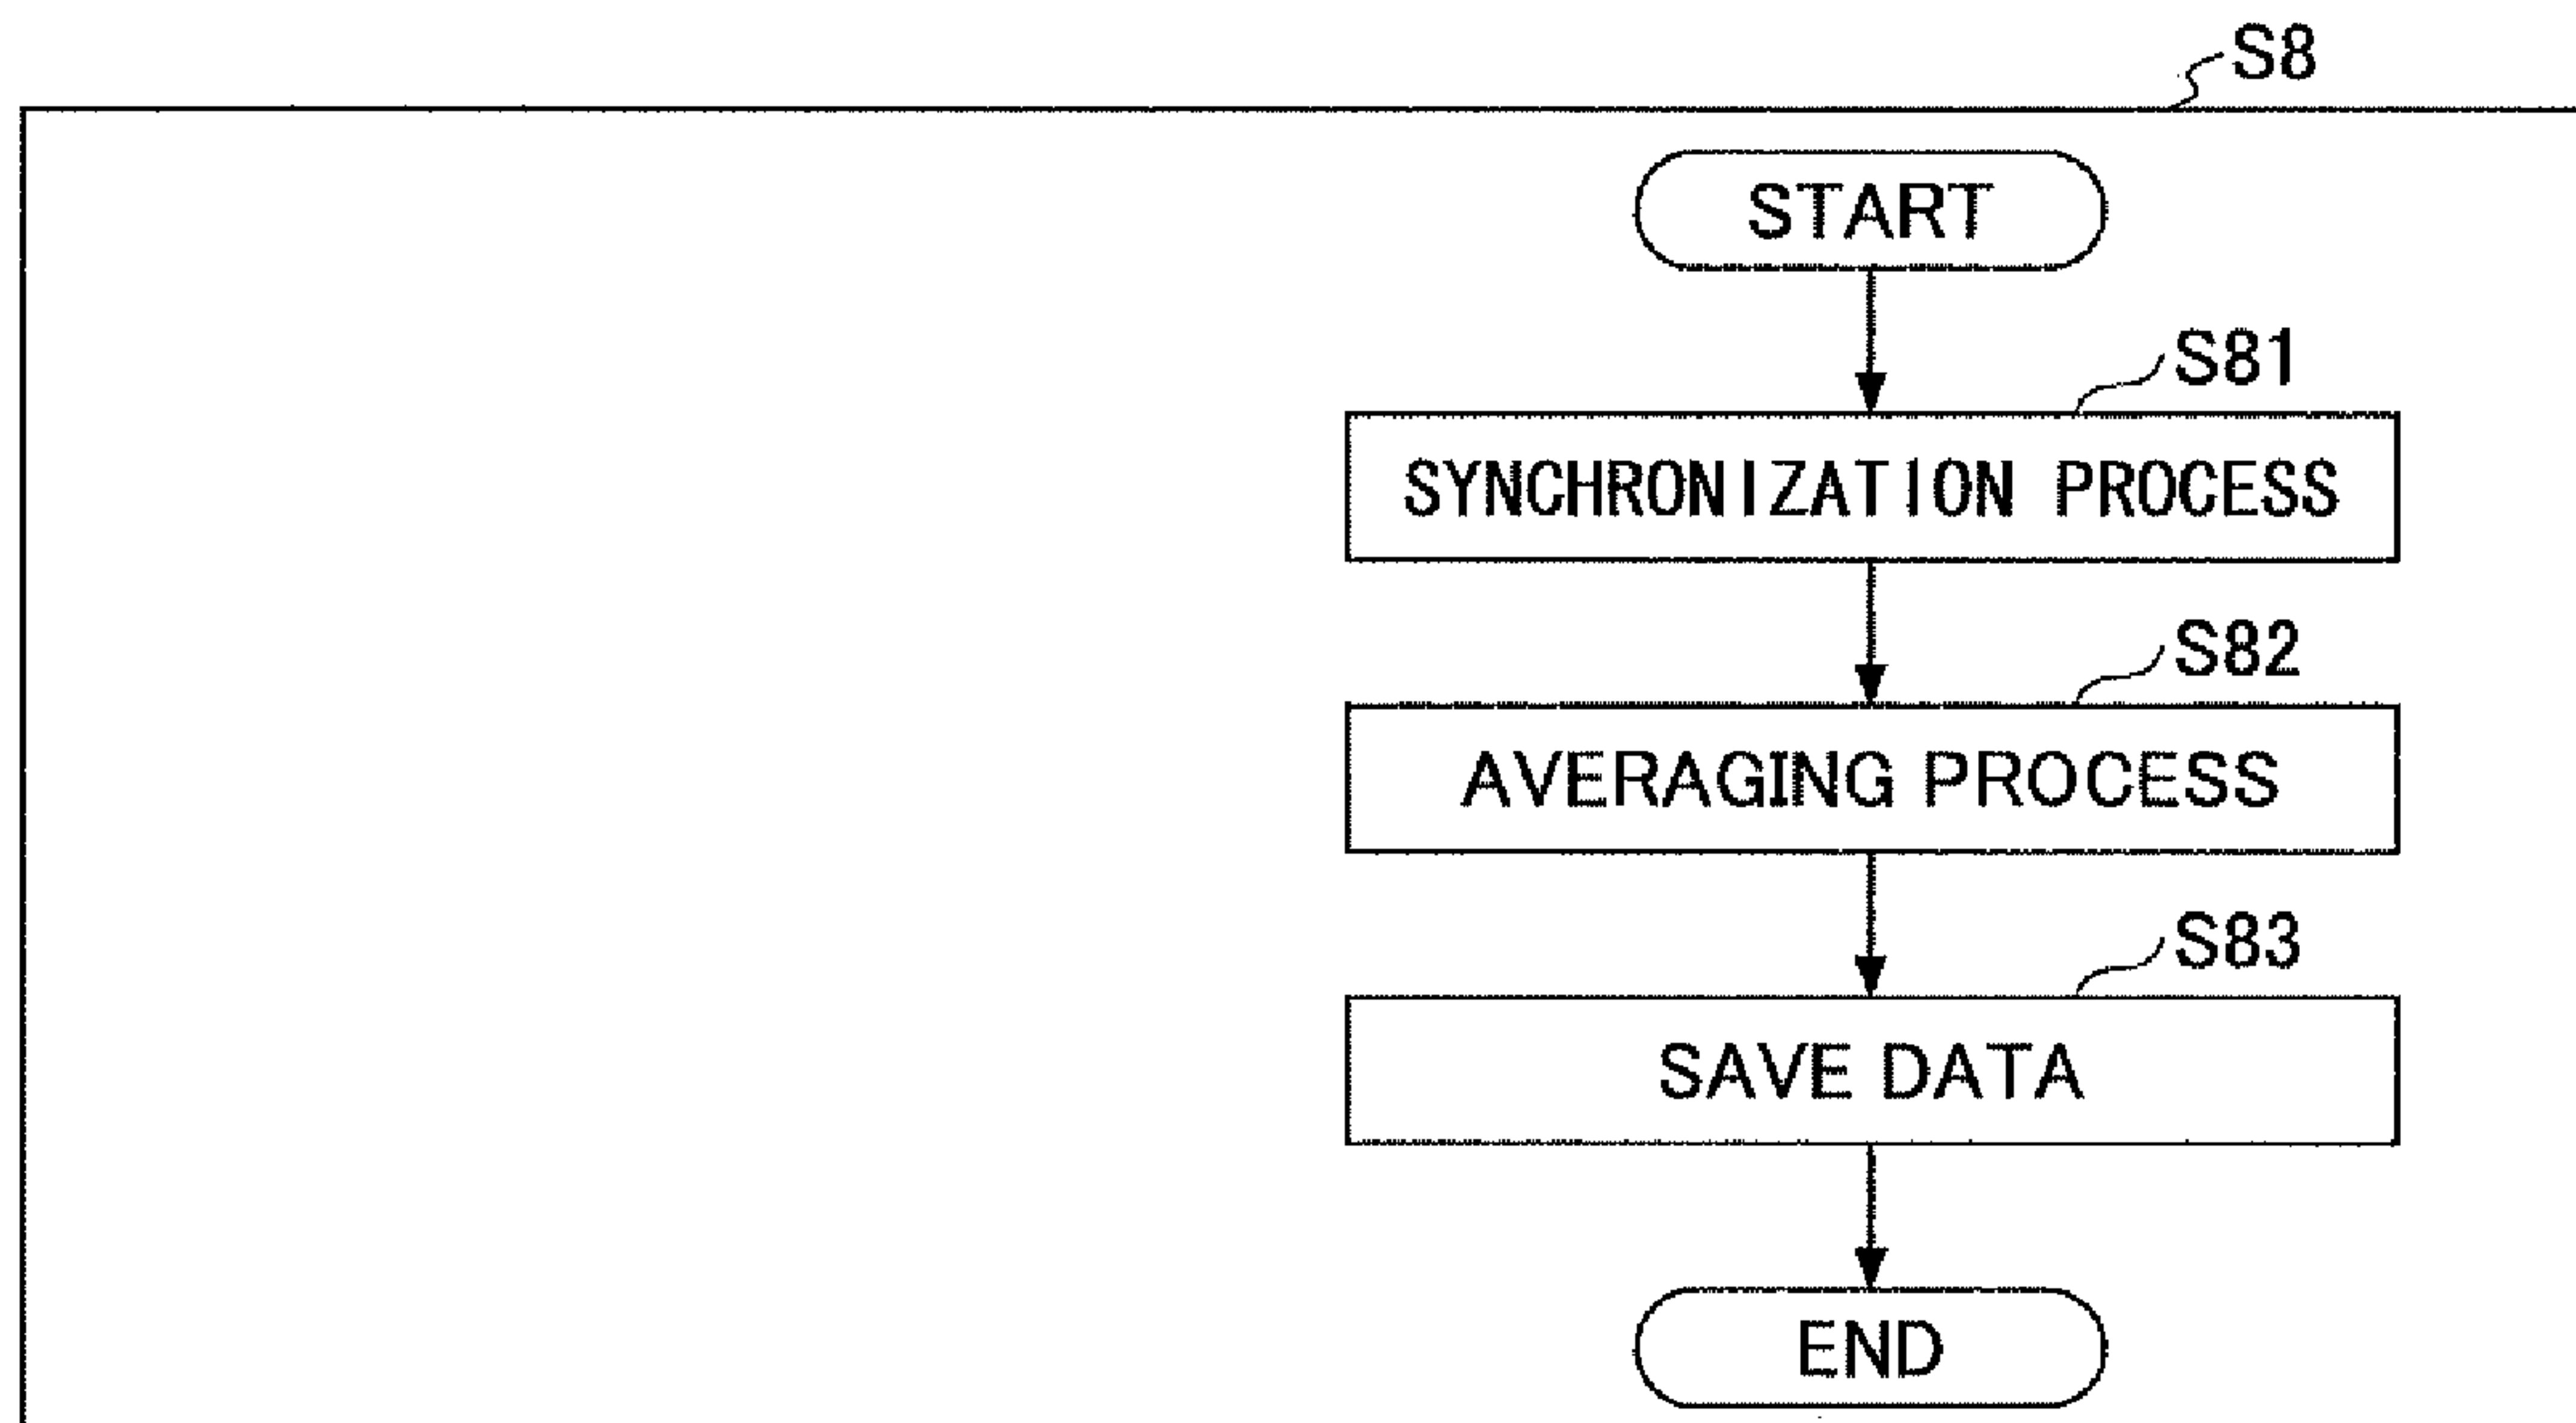 S8
START
S81
SYNCHRONIZATION PROCESS
S82
AVERAGING PROCESS
S83
SAVE DATA
END